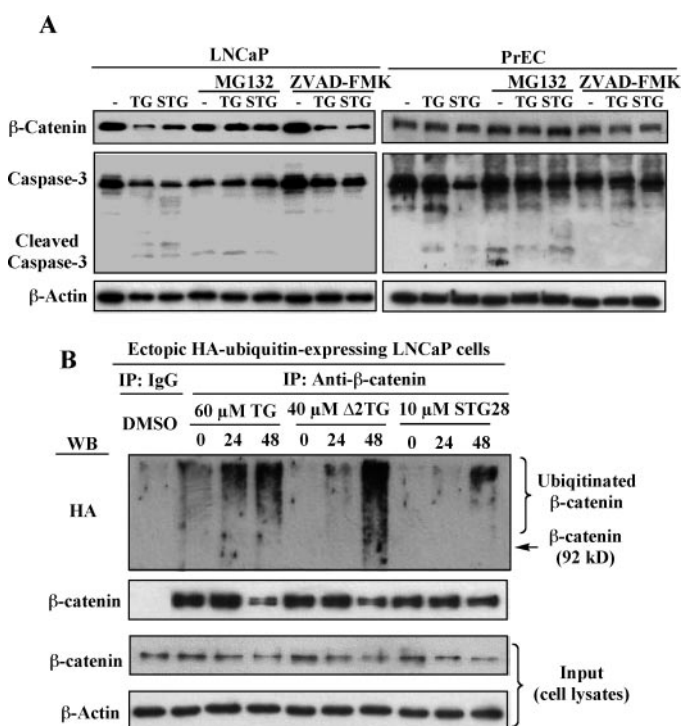 A
LNCaP PrEC
MG132 ZVAD-FMK MG132 ZVAD-FMK
- TG STG - TG STG - TG STG - TG STG - TG STG - TG STG
β-Catenin
Caspase-3
Cleaved
Caspase-3
β-Actin
B
Ectopic HA-ubiquitin-expressing LNCaP cells
IP: IgG IP: Anti-β-catenin
DMSO 60 µM TG 40 µM Δ2TG 10 µM STG28
WB 0 24 48 0 24 48 0 24 48
HA
Ubiqitinated
β-catenin
β-catenin
(92 kD)
β-catenin
β-catenin
β-Actin
Input
(cell lysates)